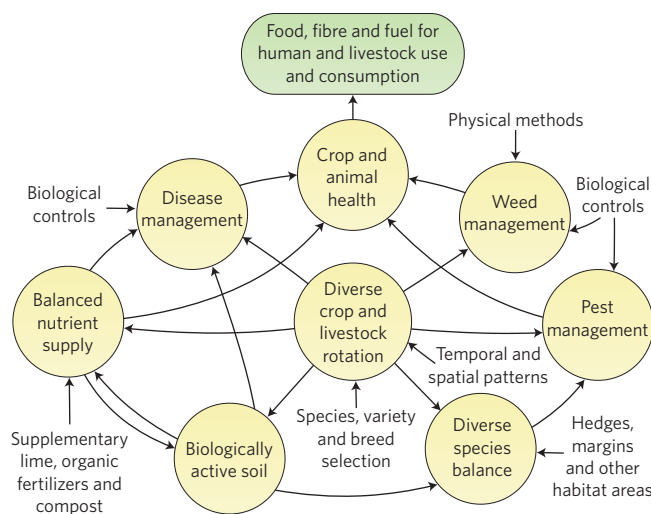 Food, fibre and fuel for
human and livestock use
and consumption
Physical methods
Crop and
animal
health
Biological
controls
Disease
management
Weed
management
Biological
controls
Balanced
nutrient
supply
Diverse
crop and
livestock
rotation
Pest
management
Temporal and
spatial patterns
Supplementary
lime, organic
fertilizers and
compost
Biologically
active soil
Species, variety
and breed
selection
Diverse
species
balance
Hedges,
margins
and other
habitat areas